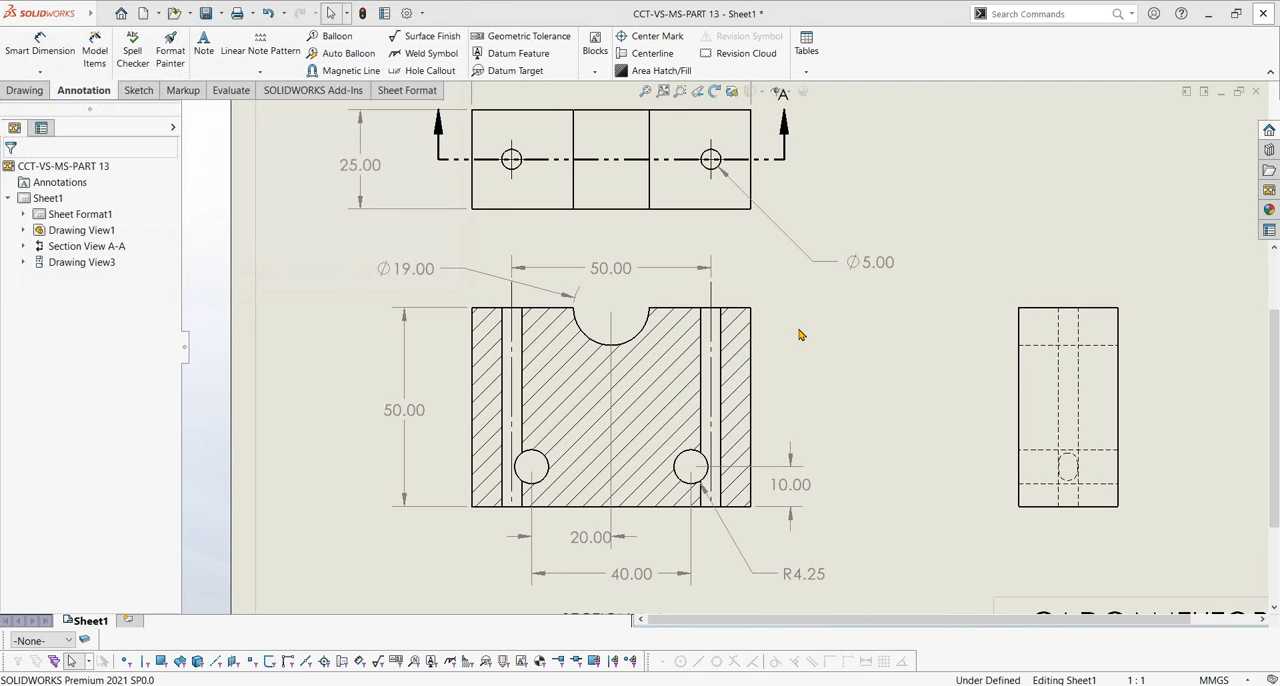 SOLIDWORKS
CCT-VS-MS-PART 13 - Sheet1 *
Search Commands
Smart Dimension
Model Items
Spell Checker
Format Painter
Note
Linear Note Pattern
Balloon
Auto Balloon
Magnetic Line
Surface Finish
Weld Symbol
Hole Callout
Geometric Tolerance
Datum Feature
Datum Target
Blocks
Center Mark
Centerline
Area Hatch/Fill
Revision Symbol
Revision Cloud
Tables
Drawing
Annotation
Sketch
Markup
Evaluate
SOLIDWORKS Add-Ins
Sheet Format
CCT-VS-MS-PART 13
Annotations
Sheet1
Sheet Format1
Drawing View1
Section View A-A
Drawing View3
A
25.00
∅5.00
∅19.00
50.00
50.00
10.00
20.00
40.00
R4.25
Sheet1
-None-
SOLIDWORKS Premium 2021 SP0.0
Under Defined
Editing Sheet1
1 : 1
MMGS